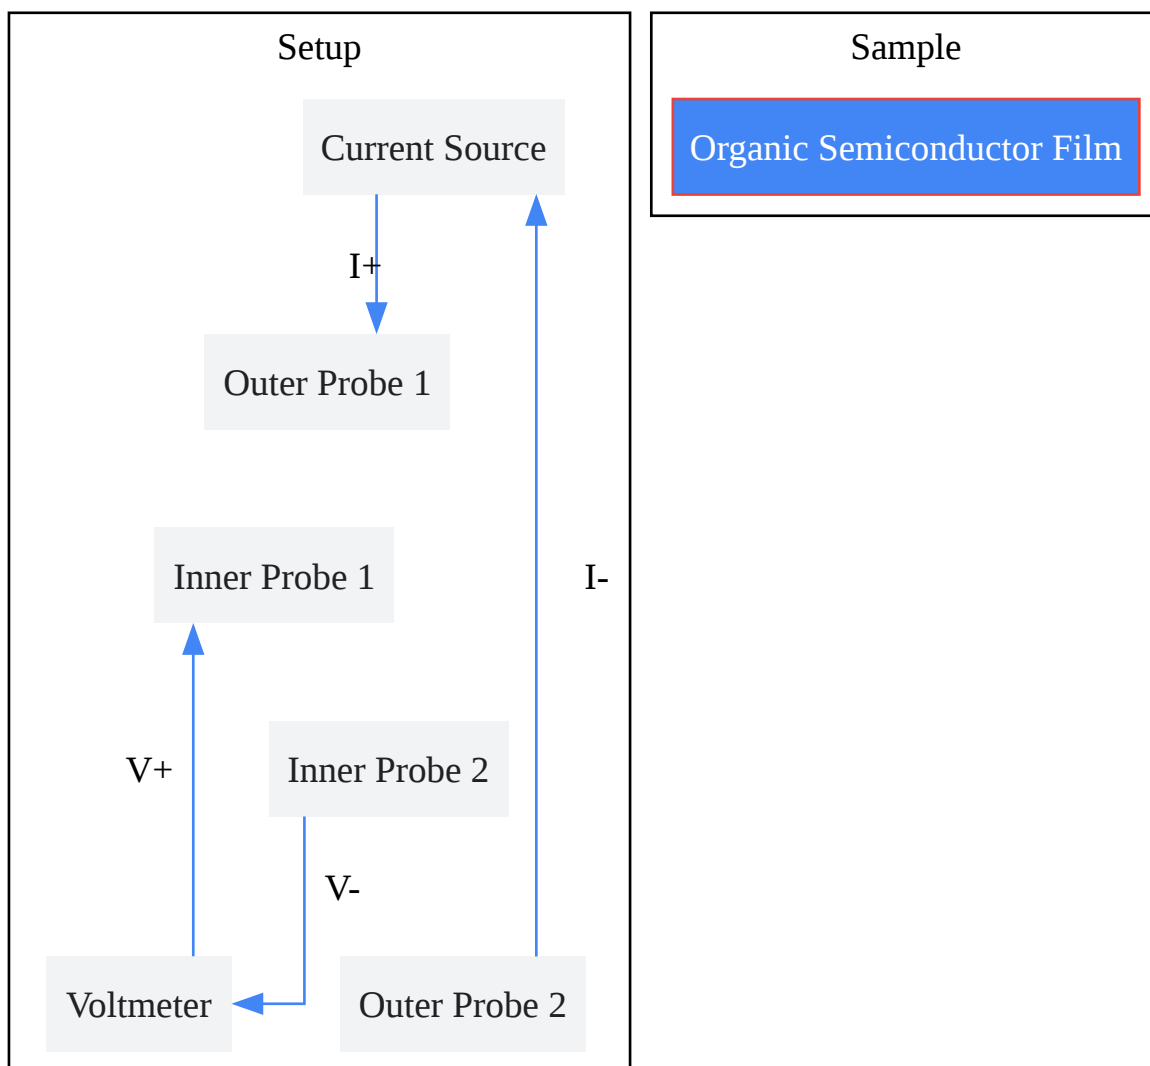 Setup
Current Source
I+
Outer Probe 1
Inner Probe 1
I-
V+
Inner Probe 2
V-
Voltmeter
Outer Probe 2
Sample
Organic Semiconductor Film